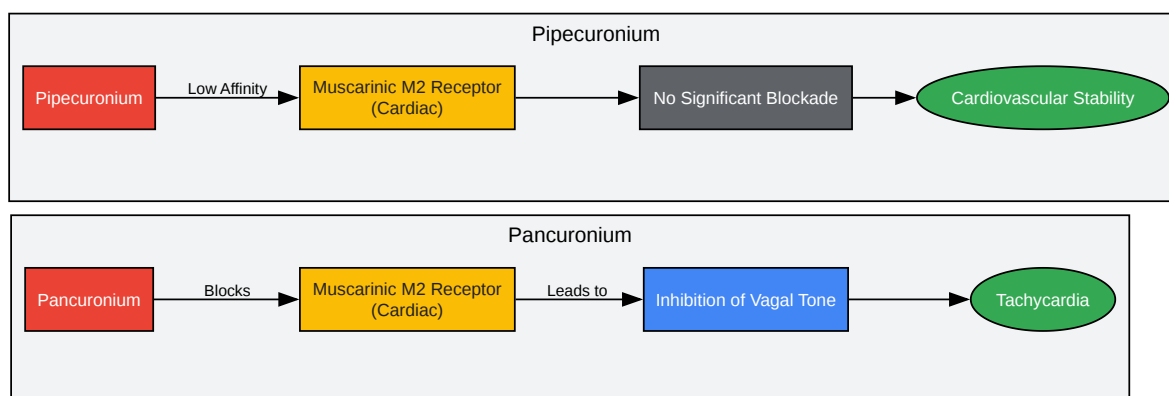 Pipecuronium
Pipecuronium
Low Affinity
Muscarinic M2 Receptor
(Cardiac)
No Significant Blockade
Cardiovascular Stability
Pancuronium
Pancuronium
Blocks
Muscarinic M2 Receptor
(Cardiac)
Leads to
Inhibition of Vagal Tone
Tachycardia